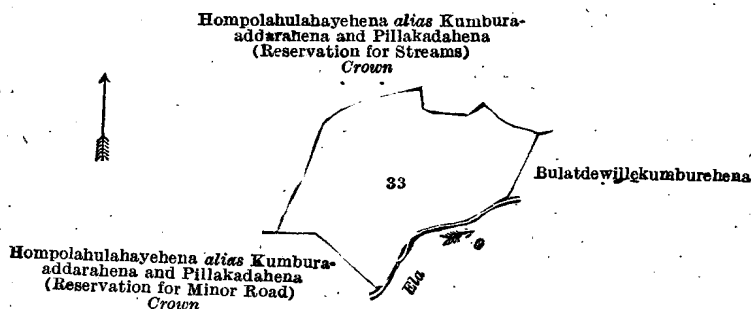 Hompolahulahayehena alias Kumbura-
addarahena and Pillakadahena
(Reservation for Streams)
Crown
33
Bulatdewillekumburehena
Hompolahulahayehena alias Kumbura-
addarahena and Pillakadahena
(Reservation for Minor Road)
Crown
Ela